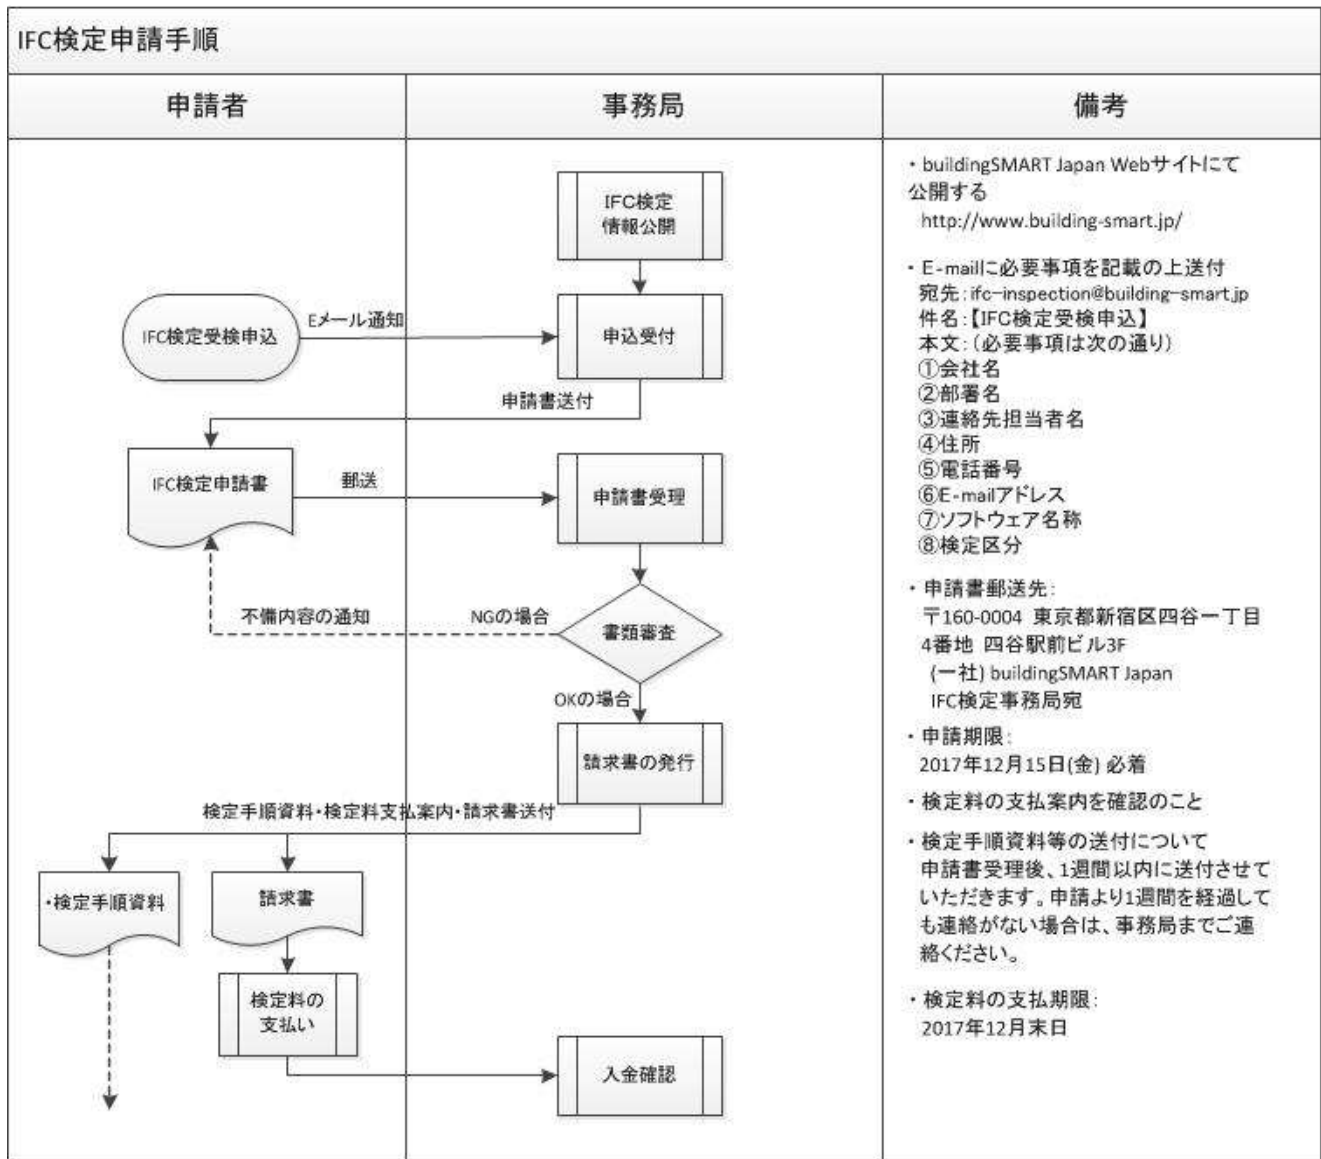 IFC検定申請手順
申請者
事務局
備考
IFC検定
情報公開
IFC検定受検申込
Eメール通知
申込受付
申請書送付
IFC検定申請書
郵送
申請書受理
不備内容の通知
NGの場合
書類審査
OKの場合
請求書の発行
検定手順資料・検定料支払案内・請求書送付
・検定手順資料
請求書
検定料の
支払い
入金確認
・buildingSMART Japan Webサイトにて
公開する
http://www.building-smart.jp/
・E-mailに必要事項を記載の上送付
宛先：ifc-inspection@building-smart.jp
件名：【IFC検定受検申込】
本文：（必要事項は次の通り）
①会社名
②部署名
③連絡先担当者名
④住所
⑤電話番号
⑥E-mailアドレス
⑦ソフトウェア名称
⑧検定区分
・申請書郵送先：
〒160-0004 東京都新宿区四谷一丁目
4番地 四谷駅前ビル3F
(一社) buildingSMART Japan
IFC検定事務局宛
・申請期限：
2017年12月15日(金) 必着
・検定料の支払案内を確認のこと
・検定手順資料等の送付について
申請書受理後、1週間以内に送付させて
いただきます。申請より1週間を経過して
も連絡がない場合は、事務局までご連
絡ください。
・検定料の支払期限：
2017年12月末日